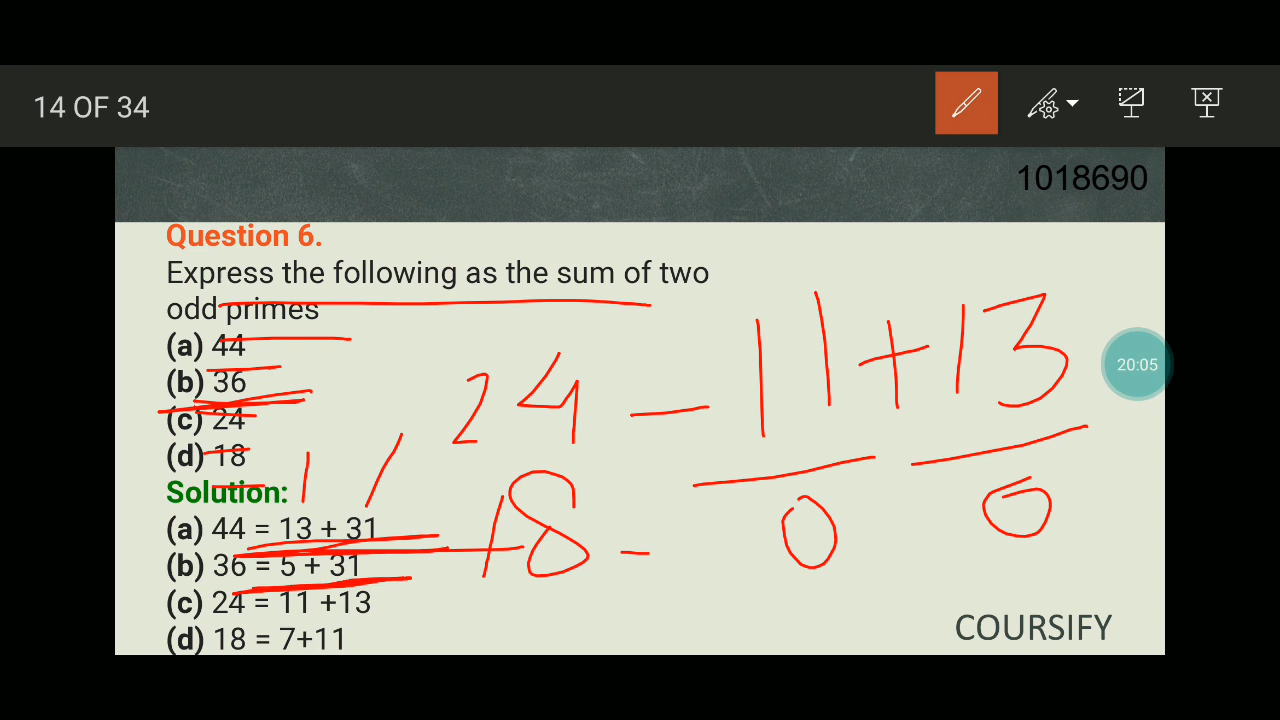 14 OF 34
1018690
Question 6.
Express the following as the sum of two
odd primes
(a) 44
(b) 36
(c) 24
(d) 18
Solution:
(a) 44 = 13 + 31
(b) 36 = 5 + 31
(c) 24 = 11 +13
(d) 18 = 7+11
24 - 11+13
0 0
18 -
20:05
COURSIFY